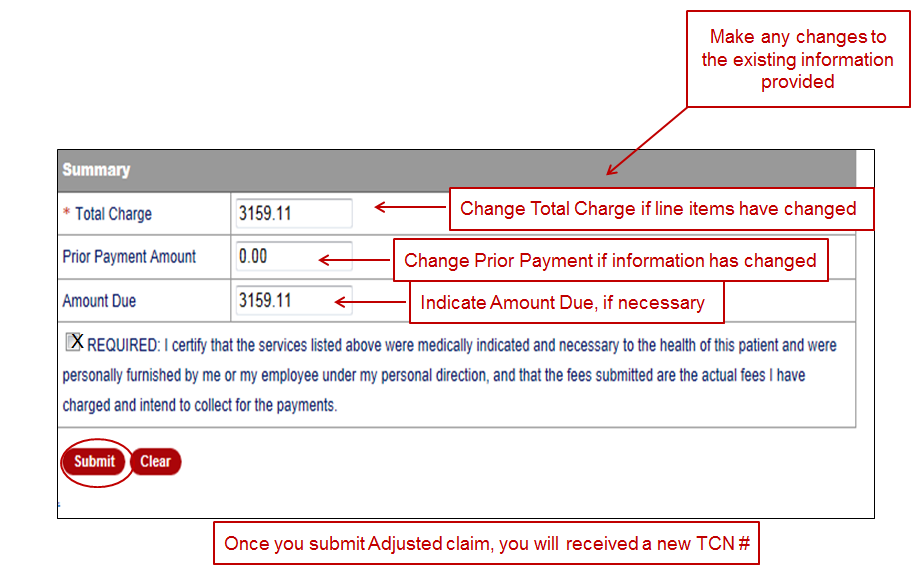 Make any changes to
the existing information
provided
Summary
* Total Charge
3159.11
Change Total Charge if line items have changed
Prior Payment Amount
0.00
Change Prior Payment if information has changed
Amount Due
3159.11
Indicate Amount Due, if necessary
X REQUIRED: I certify that the services listed above were medically indicated and necessary to the health of this patient and were
personally furnished by me or my employee under my personal direction, and that the fees submitted are the actual fees I have
charged and intend to collect for the payments.
Submit
Clear
Once you submit Adjusted claim, you will received a new TCN #